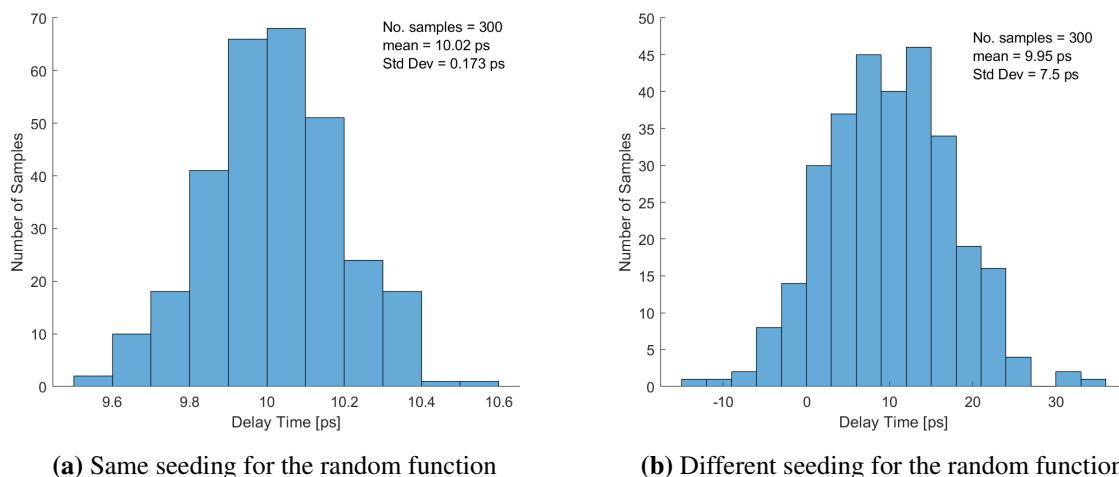 70
60
50
40
30
20
10
0
Number of Samples
No. samples = 300
mean = 10.02 ps
Std Dev = 0.173 ps
9.6 9.8 10 10.2 10.4 10.6
Delay Time [ps]
(a) Same seeding for the random function
50
45
40
35
30
25
20
15
10
5
0
Number of Samples
No. samples = 300
mean = 9.95 ps
Std Dev = 7.5 ps
-10 0 10 20 30
Delay Time [ps]
(b) Different seeding for the random function